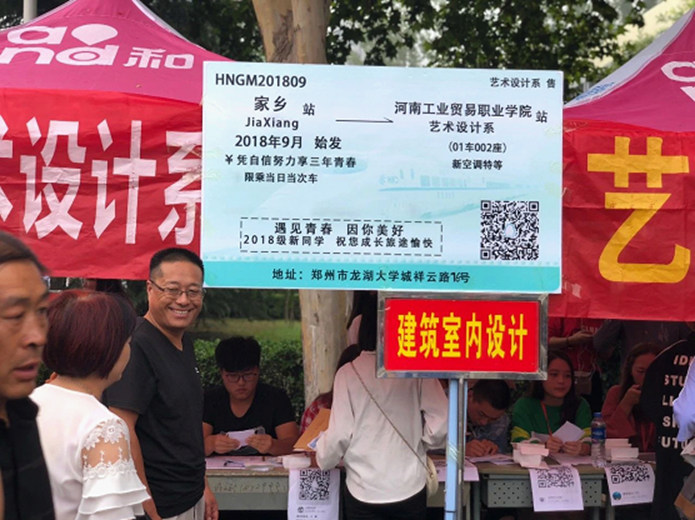 and 和
术设计系
艺
HNGM201809
艺术设计系 售
家乡 站
JiaXiang
河南工业贸易职业学院 站
艺术设计系
2018年9月 始发
(01车002座)
¥ 凭自信努力享三年青春
新空调特等
限乘当日当次车
遇见青春 因你美好
2018级新同学 祝您成长旅途愉快
地址:郑州市龙湖大学城祥云路16号
建筑室内设计